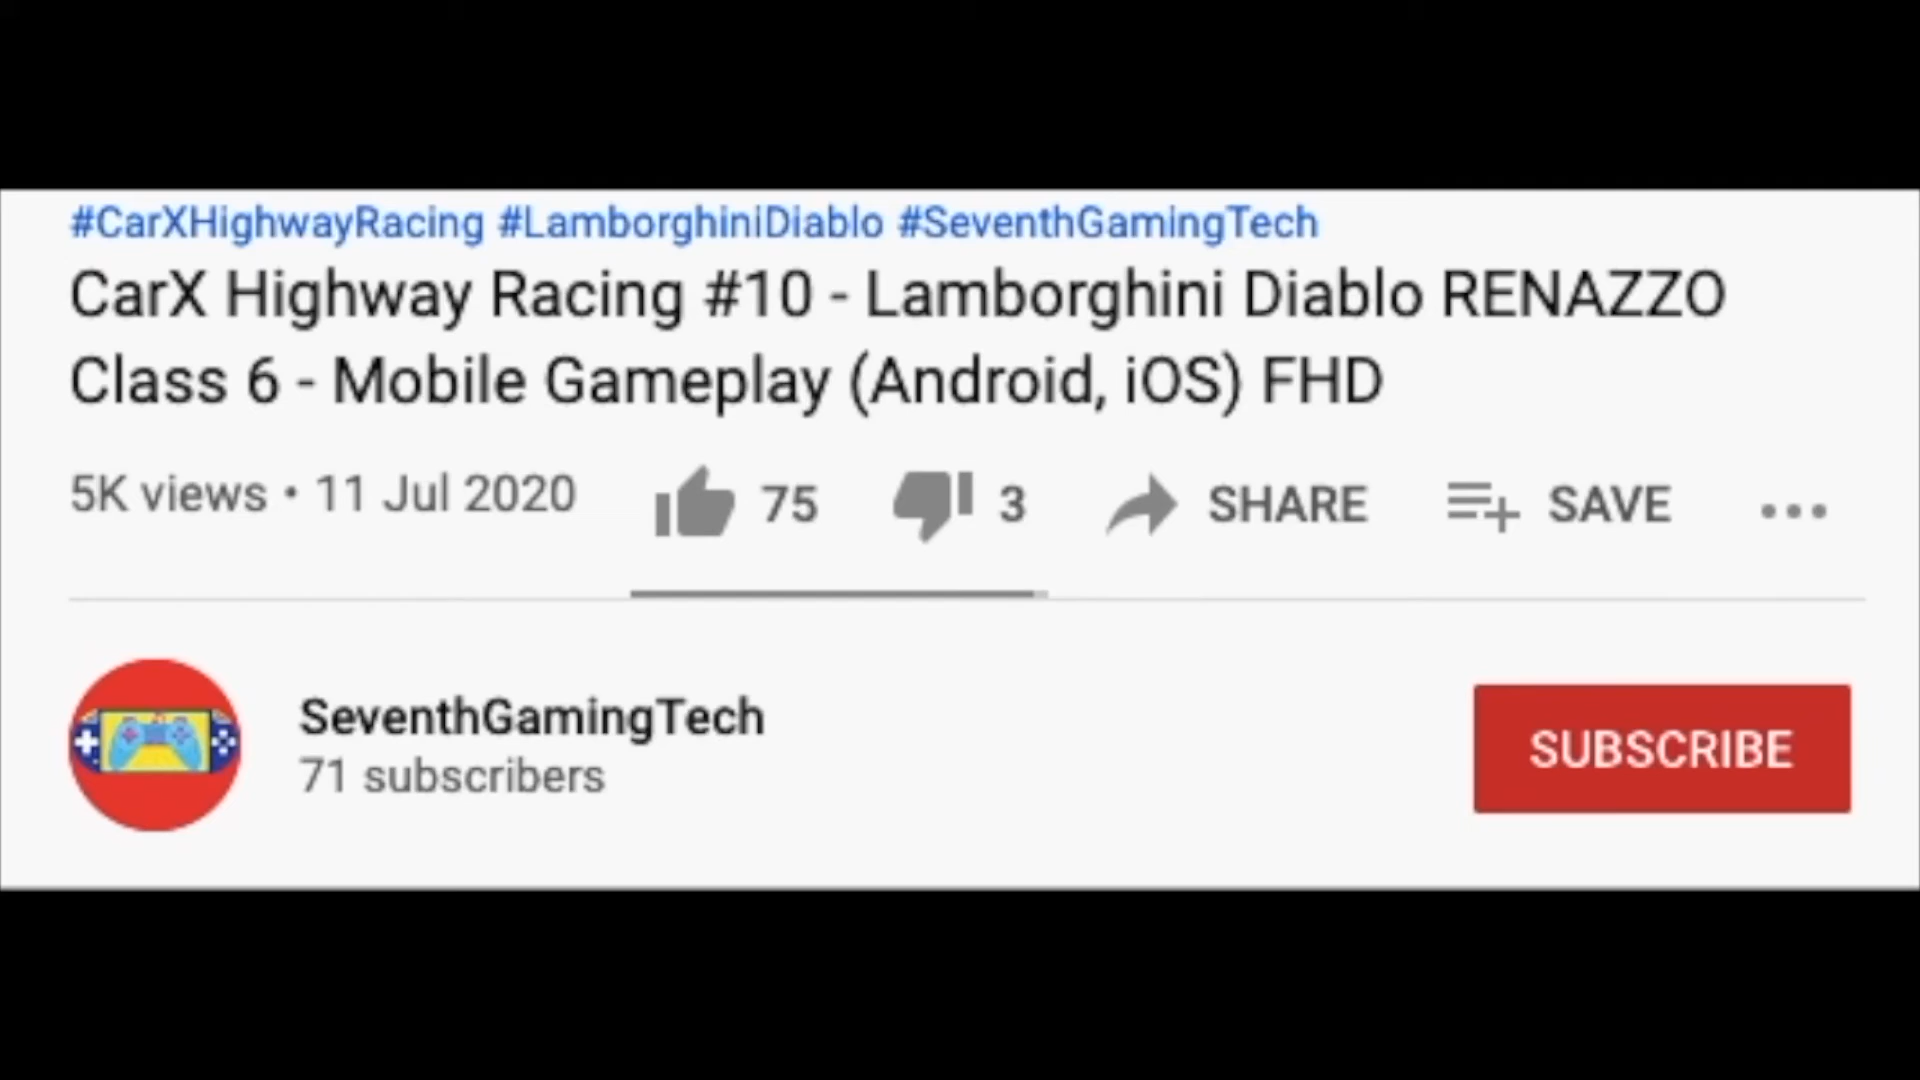 #CarXHighwayRacing #LamborghiniDiablo #SeventhGamingTech
CarX Highway Racing #10 - Lamborghini Diablo RENAZZO
Class 6 - Mobile Gameplay (Android, iOS) FHD
5K views • 11 Jul 2020 75 3 SHARE SAVE
SeventhGamingTech
71 subscribers
SUBSCRIBE